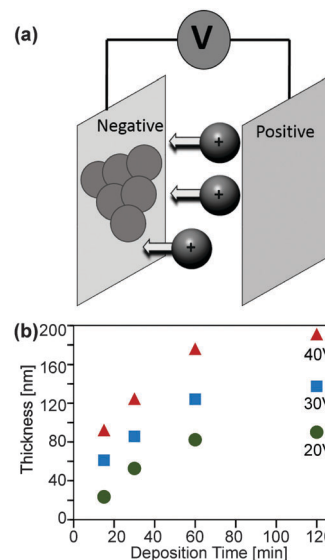 (a)
V
Negative
Positive
+
+
+
(b)
Thickness [nm]
200
160
120
80
40
0
40V
30V
20V
0
20
40
60
80
100
120
Deposition Time [min]